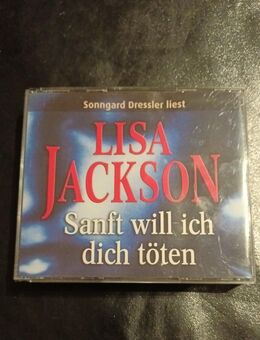 Sonngard Dressler liest
LISA
JACKSON
Sanft will ich
dich töten